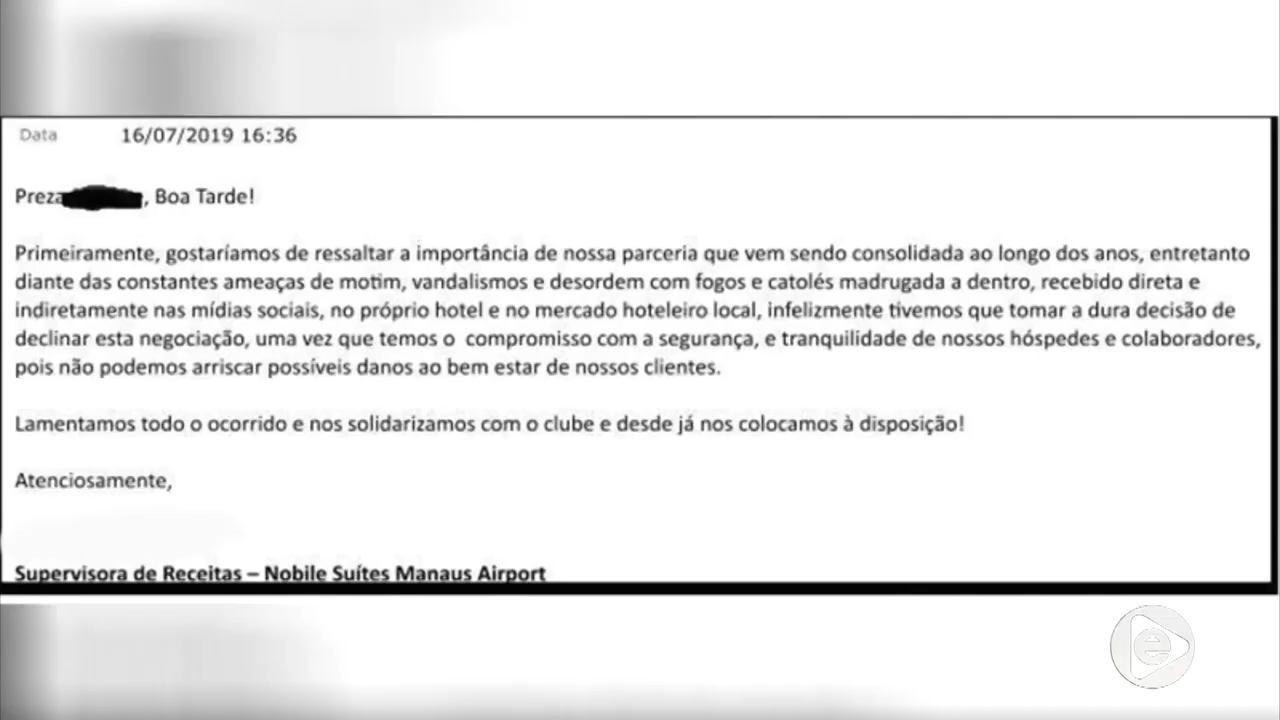 Data 16/07/2019 16:36
Preza , Boa Tarde!
Primeiramente, gostaríamos de ressaltar a importância de nossa parceria que vem sendo consolidada ao longo dos anos, entretanto
diante das constantes ameaças de motim, vandalismos e desordem com fogos e catolés madrugada a dentro, recebido direta e
indiretamente nas mídias sociais, no próprio hotel e no mercado hoteleiro local, infelizmente tivemos que tomar a dura decisão de
declinar esta negociação, uma vez que temos o  compromisso com a segurança, e tranquilidade de nossos hóspedes e colaboradores,
pois não podemos arriscar possíveis danos ao bem estar de nossos clientes.
Lamentamos todo o ocorrido e nos solidarizamos com o clube e desde já nos colocamos à disposição!
Atenciosamente,
Supervisora de Receitas – Nobile Suítes Manaus Airport
e